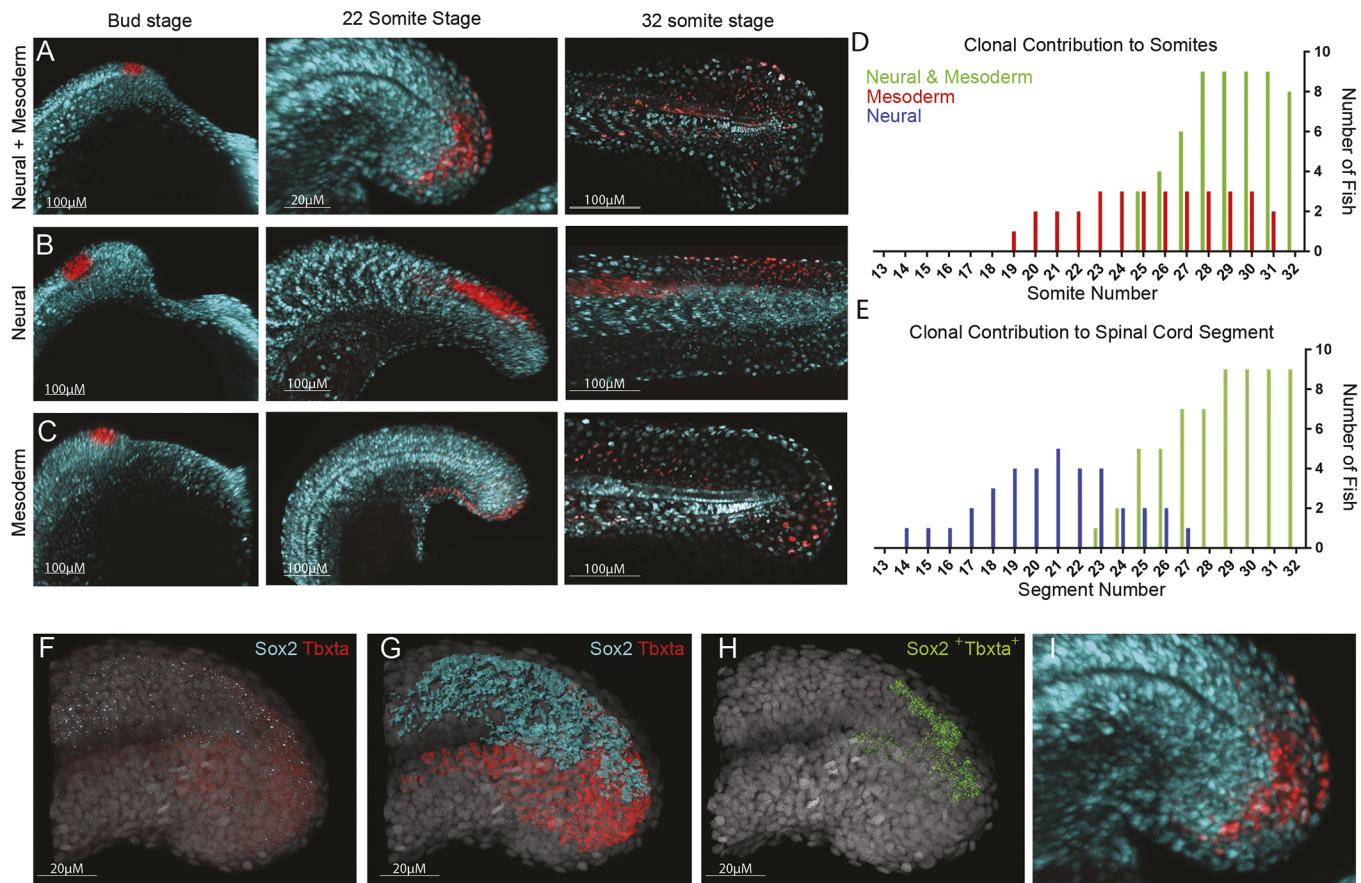 Bud stage
22 Somite Stage
32 somite stage
A
Neural + Mesoderm
100µM
20µM
100µM
B
Neural
100µM
100µM
100µM
C
Mesoderm
100µM
100µM
100µM
D
Clonal Contribution to Somites
Neural & Mesoderm
Mesoderm
Neural
10
8
6
4
2
0
Number of Fish
13 14 15 16 17 18 19 20 21 22 23 24 25 26 27 28 29 30 31 32
Somite Number
E
Clonal Contribution to Spinal Cord Segment
10
8
6
4
2
0
Number of Fish
13 14 15 16 17 18 19 20 21 22 23 24 25 26 27 28 29 30 31 32
Segment Number
F
Sox2 Tbxta
20µM
G
Sox2 Tbxta
20µM
H
Sox2 +Tbxta+
20µM
I